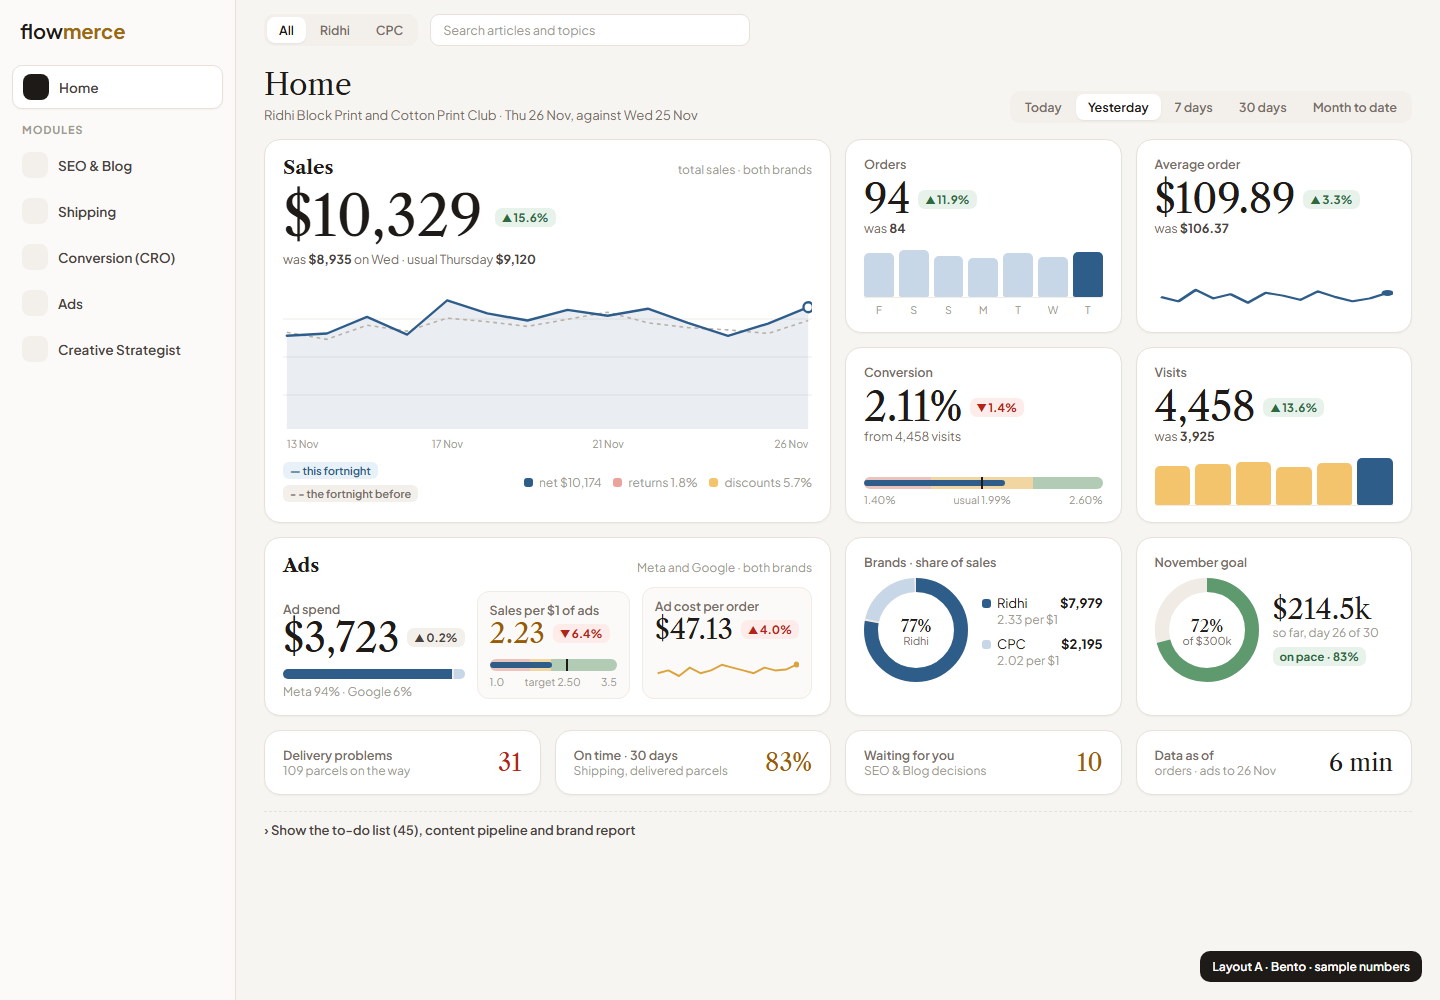 flowmerce
All
Ridhi
CPC
Search articles and topics
Home
MODULES
SEO & Blog
Shipping
Conversion (CRO)
Ads
Creative Strategist
Home
Ridhi Block Print and Cotton Print Club · Thu 26 Nov, against Wed 25 Nov
Today
Yesterday
7 days
30 days
Month to date
Sales
total sales · both brands
$10,329
▲15.6%
was $8,935 on Wed · usual Thursday $9,120
13 Nov
17 Nov
21 Nov
26 Nov
— this fortnight
- - the fortnight before
net $10,174
returns 1.8%
discounts 5.7%
Orders
94
▲11.9%
was 84
F S S M T W T
Average order
$109.89
▲3.3%
was $106.37
Conversion
2.11%
▼1.4%
from 4,458 visits
1.40%
usual 1.99%
2.60%
Visits
4,458
▲13.6%
was 3,925
Ads
Meta and Google · both brands
Ad spend
$3,723
▲0.2%
Meta 94% · Google 6%
Sales per $1 of ads
2.23
▼6.4%
1.0
target 2.50
3.5
Ad cost per order
$47.13
▲4.0%
Brands · share of sales
77%
Ridhi
Ridhi $7,979
2.33 per $1
CPC $2,195
2.02 per $1
November goal
72%
of $300k
$214.5k
so far, day 26 of 30
on pace · 83%
Delivery problems
109 parcels on the way
31
On time · 30 days
Shipping, delivered parcels
83%
Waiting for you
SEO & Blog decisions
10
Data as of
orders · ads to 26 Nov
6 min
› Show the to-do list (45), content pipeline and brand report
Layout A · Bento · sample numbers